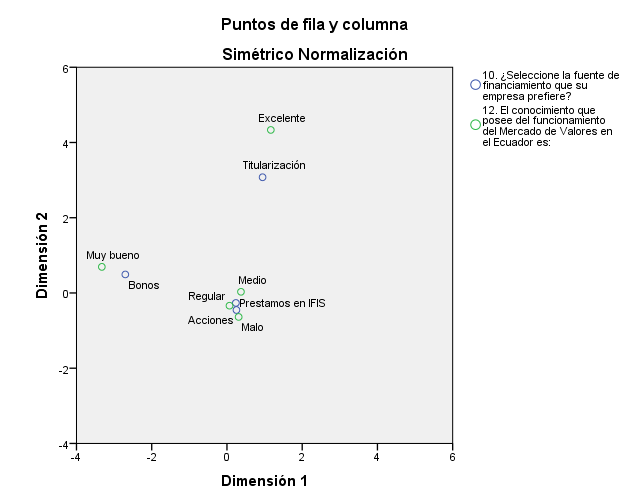 Puntos de fila y columna
Simétrico Normalización
10. ¿Seleccione la fuente de
financiamiento que su
empresa prefiere?
12. El conocimiento que
posee del funcionamiento
del Mercado de Valores en
el Ecuador es:
6
4
2
0
-2
-4
Dimensión 2
Excelente
Titularización
Muy bueno
Bonos
Medio
Regular
Prestamos en IFIS
Acciones
Malo
-4
-2
0
2
4
6
Dimensión 1